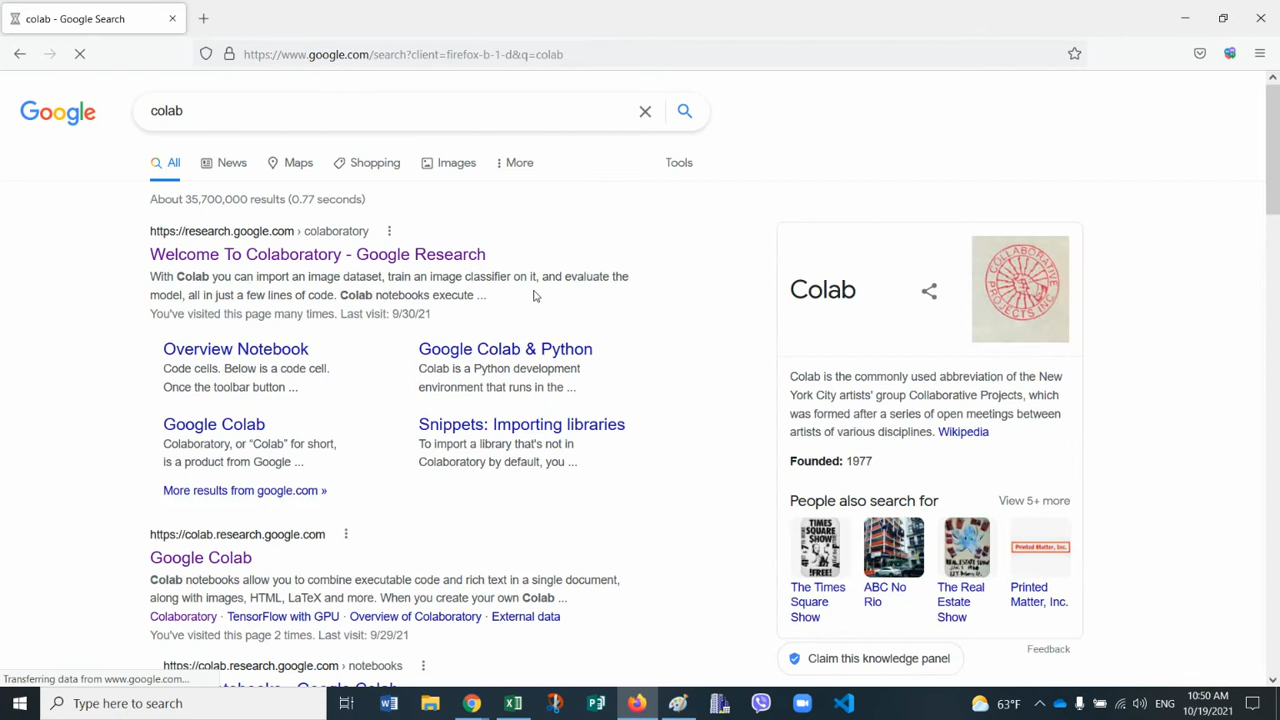 colab - Google Search
https://www.google.com/search?client=firefox-b-1-d&q=colab
Google
colab
All
News
Maps
Shopping
Images
More
Tools
About 35,700,000 results (0.77 seconds)
https://research.google.com › colaboratory
Welcome To Colaboratory - Google Research
With Colab you can import an image dataset, train an image classifier on it, and evaluate the
model, all in just a few lines of code. Colab notebooks execute ...
You've visited this page many times. Last visit: 9/30/21
Overview Notebook
Code cells. Below is a code cell.
Once the toolbar button ...
Google Colab & Python
Colab is a Python development
environment that runs in the ...
Google Colab
Colaboratory, or “Colab” for short,
is a product from Google ...
Snippets: Importing libraries
To import a library that's not in
Colaboratory by default, you ...
More results from google.com »
https://colab.research.google.com
Google Colab
Colab notebooks allow you to combine executable code and rich text in a single document,
along with images, HTML, LaTeX and more. When you create your own Colab ...
Colaboratory · TensorFlow with GPU · Overview of Colaboratory · External data
You've visited this page 2 times. Last visit: 9/29/21
https://colab.research.google.com › notebooks
Colab
COLLABORATIVE PROJECTS INC
Colab is the commonly used abbreviation of the New
York City artists' group Collaborative Projects, which
was formed after a series of open meetings between
artists of various disciplines. Wikipedia
Founded: 1977
People also search for
View 5+ more
TIMES
SQUARE
SHOW
FREE!
Printed Matter, Inc.
The Times
Square
Show
ABC No
Rio
The Real
Estate
Show
Printed
Matter, Inc.
Feedback
Claim this knowledge panel
Transferring data from www.google.com...
Type here to search
63°F
ENG
10:50 AM
10/19/2021